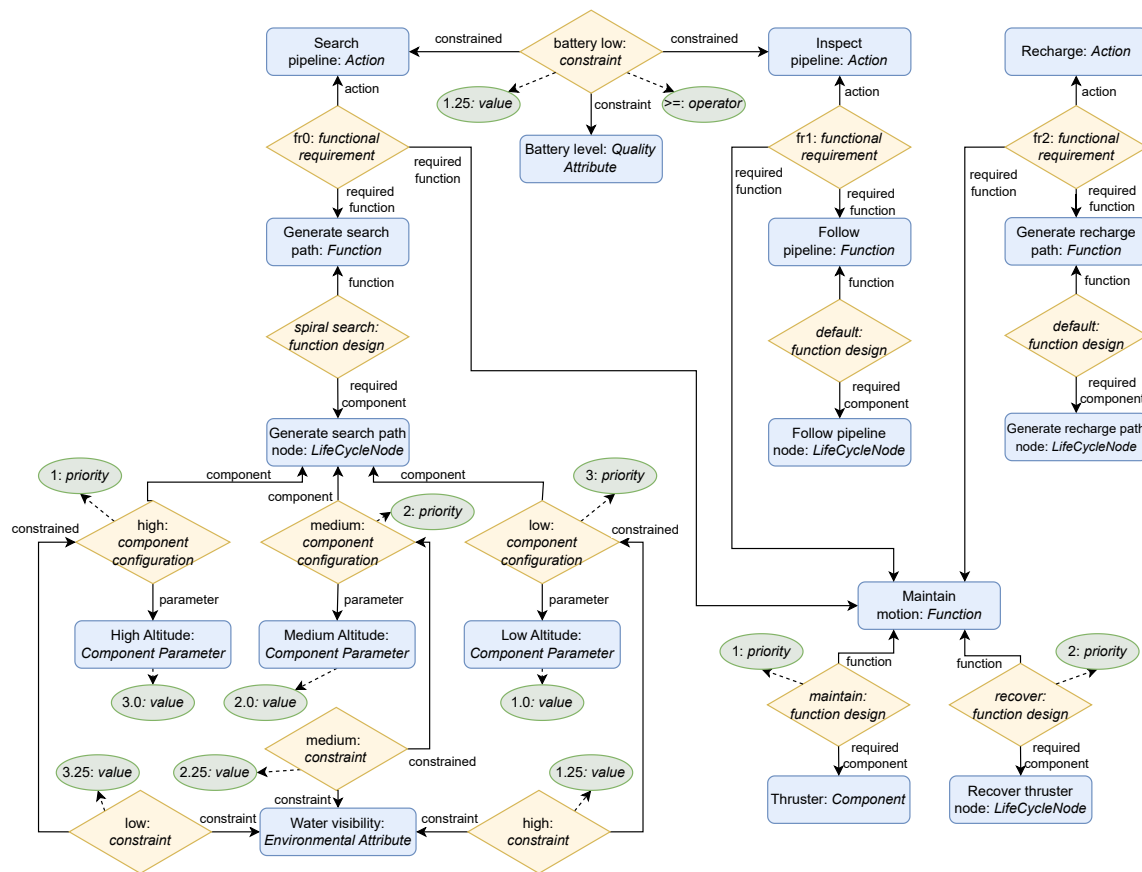 Search
pipeline: Action
constrained
battery low:
constraint
constrained
Inspect
pipeline: Action
Recharge: Action
1.25: value
>=: operator
action
constraint
action
action
fr0: functional
requirement
Battery level: Quality
Attribute
fr1: functional
requirement
fr2: functional
requirement
required
function
required
function
required
function
required
function
required
function
required
function
Generate search
path: Function
Follow
pipeline: Function
Generate recharge
path: Function
function
function
function
spiral search:
function design
default:
function design
default:
function design
required
component
required
component
required
component
Generate search path
node: LifeCycleNode
Follow pipeline
node: LifeCycleNode
Generate recharge path
node: LifeCycleNode
1: priority
component
component
component
3: priority
2: priority
constrained
high:
component
configuration
medium:
component
configuration
low:
component
configuration
constrained
parameter
parameter
parameter
Maintain
motion: Function
High Altitude:
Component Parameter
Medium Altitude:
Component Parameter
Low Altitude:
Component Parameter
1: priority
function
function
2: priority
3.0: value
2.0: value
1.0: value
maintain:
function design
recover:
function design
medium:
constraint
constrained
required
component
required
component
3.25: value
2.25: value
1.25: value
constraint
Thruster: Component
Recover thruster
node: LifeCycleNode
low:
constraint
constraint
Water visibility:
Environmental Attribute
constraint
high:
constraint